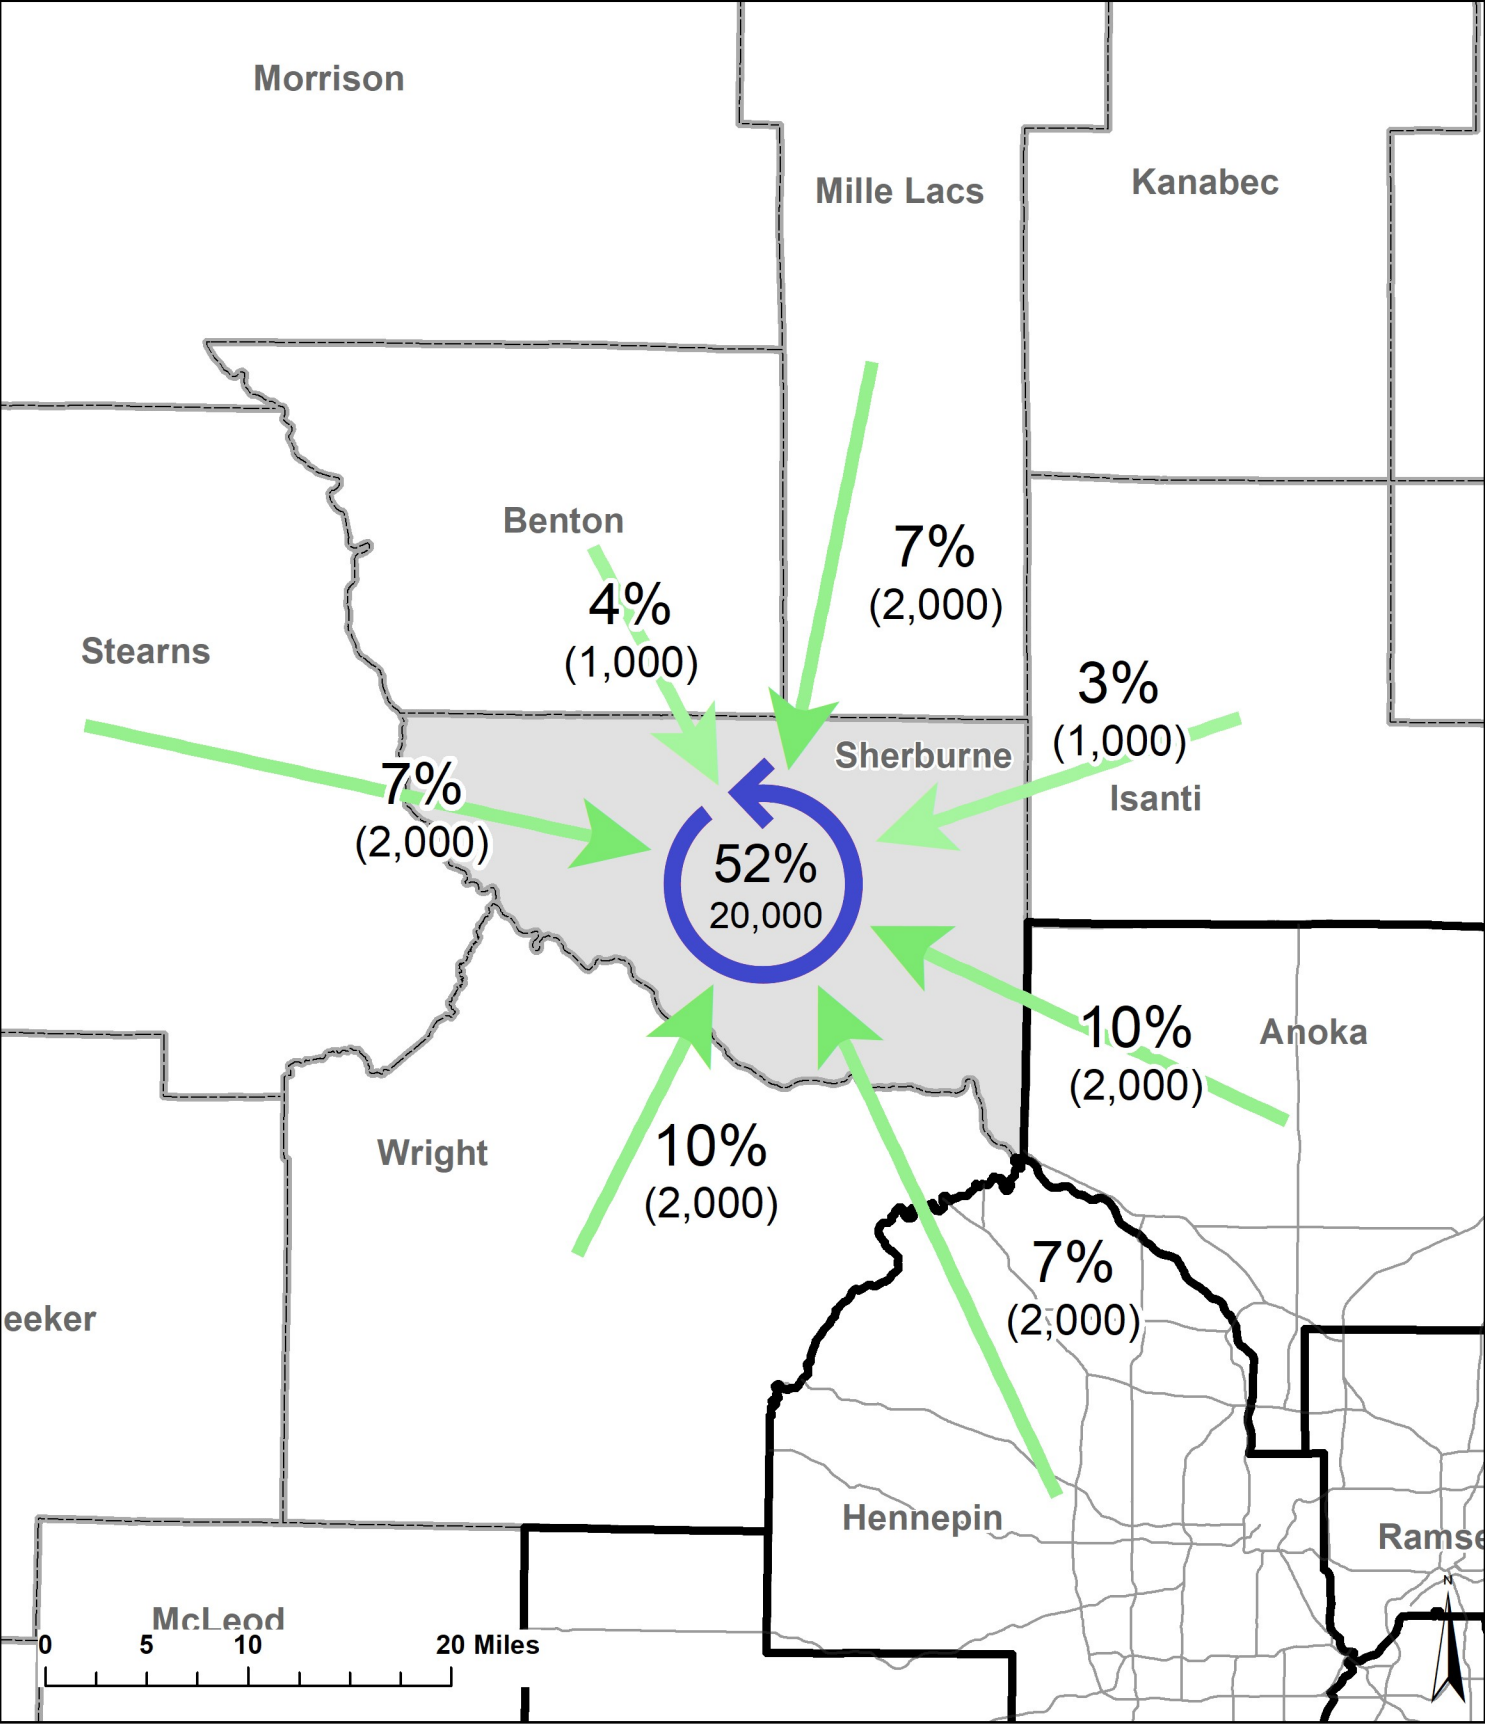 Morrison
Mille Lacs
Kanabec
Benton
7%
(2,000)
4%
(1,000)
Stearns
3%
(1,000)
Sherburne
7%
(2,000)
Isanti
52%
20,000
10%
(2,000)
Anoka
Wright
10%
(2,000)
7%
(2,000)
eeker
Hennepin
Ramse
N
McLeod
0 5 10 20 Miles